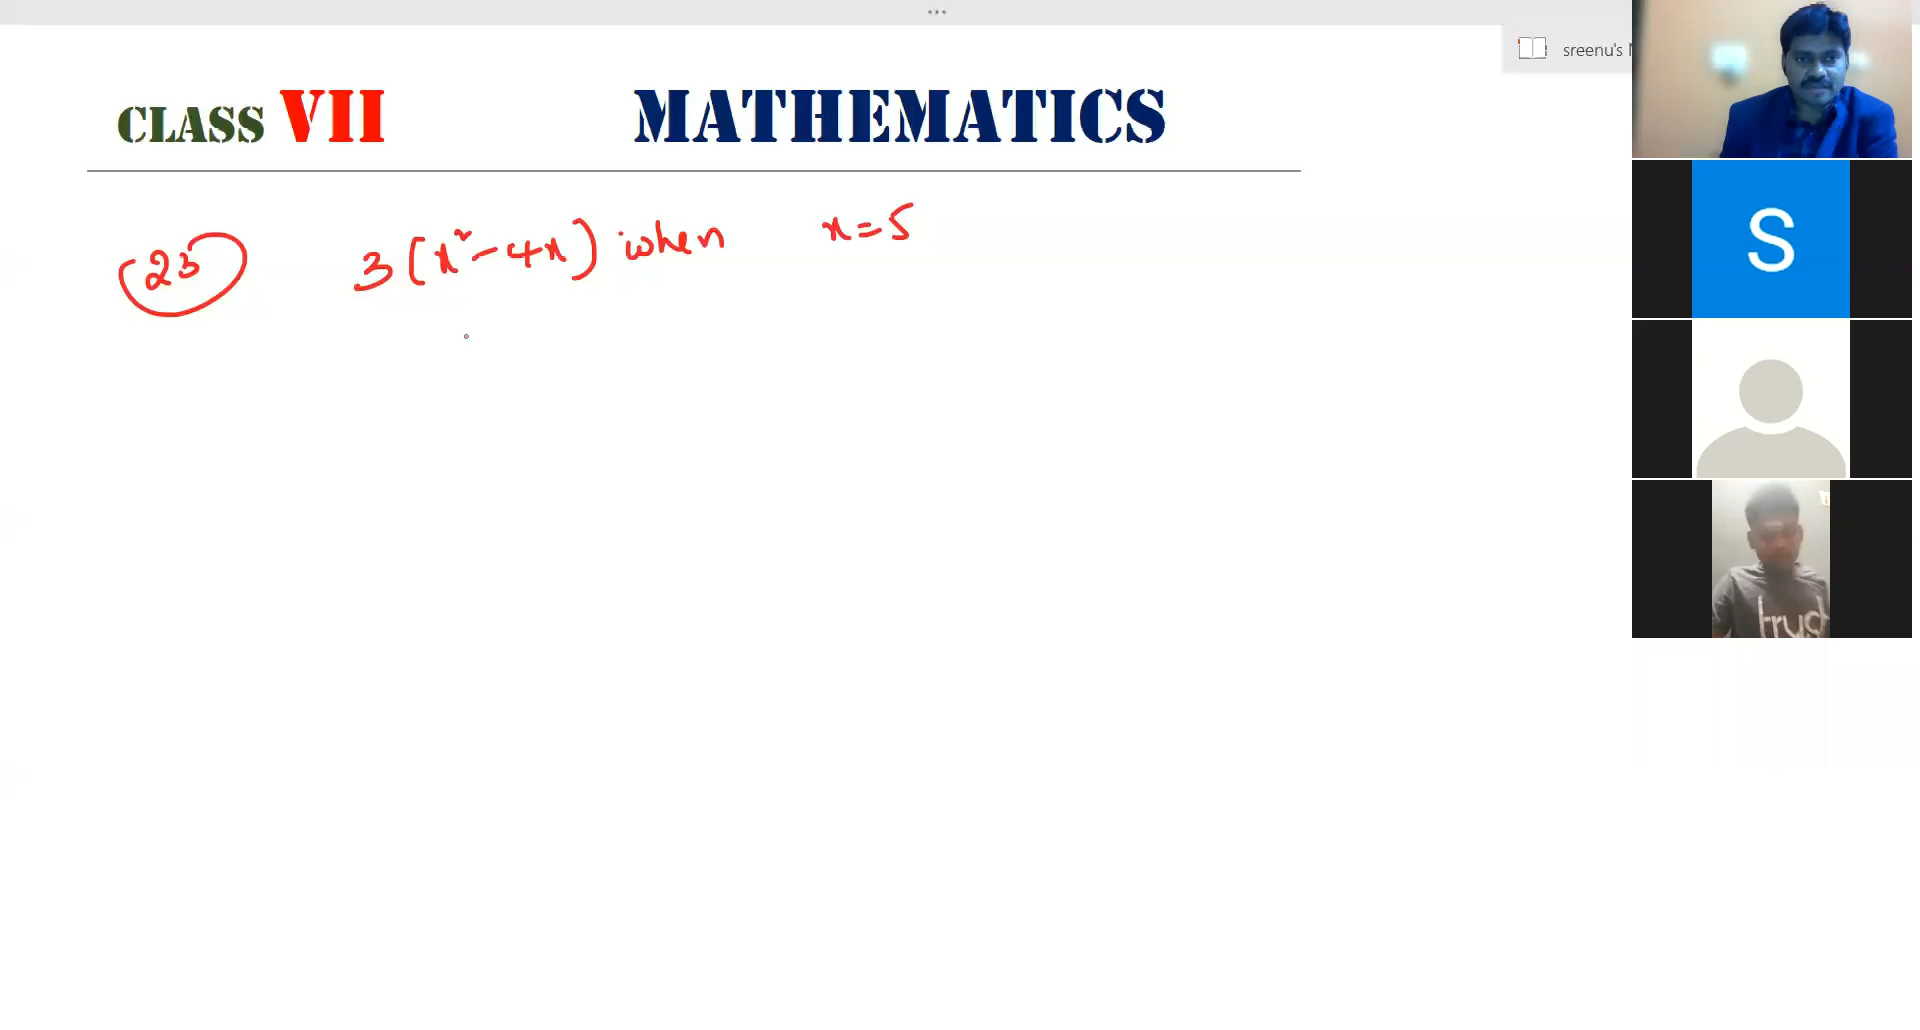 sreenu's
CLASS VII MATHEMATICS
23 3(x²-4x) when x=5
S